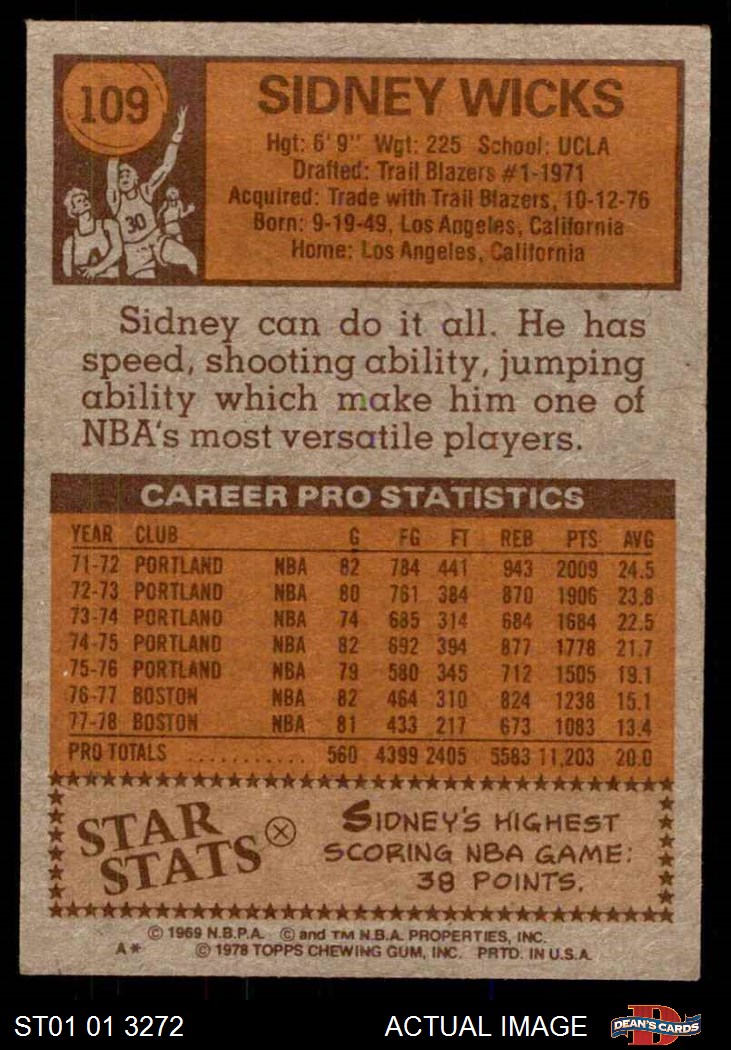 109
30
SIDNEY WICKS
Hgt: 6'9" Wgt: 225 School: UCLA
Drafted: Trail Blazers #1-1971
Acquired: Trade with Trail Blazers, 10-12-76
Born: 9-19-49, Los Angeles, California
Home: Los Angeles, California
Sidney can do it all. He has
speed, shooting ability, jumping
ability which make him one of
NBA's most versatile players.
CAREER PRO STATISTICS
YEAR CLUB G FG FT REB PTS AVG
71-72 PORTLAND NBA 82 784 441 943 2009 24.5
72-73 PORTLAND NBA 80 761 384 870 1906 23.8
73-74 PORTLAND NBA 74 685 314 684 1684 22.5
74-75 PORTLAND NBA 82 692 394 877 1778 21.7
75-76 PORTLAND NBA 79 580 345 712 1505 19.1
76-77 BOSTON NBA 82 464 310 824 1238 15.1
77-78 BOSTON NBA 81 433 217 673 1083 13.4
PRO TOTALS ........... 560 4399 2405 5583 11,203 20.0
STAR
STATS
SIDNEY'S HIGHEST
SCORING NBA GAME:
38 POINTS.
© 1969 N.B.P.A. © and TM N.B.A. PROPERTIES, INC.
A* © 1978 TOPPS CHEWING GUM, INC. PRTD. IN U.S.A.
ST01 01 3272 ACTUAL IMAGE
D
DEAN'S CARDS